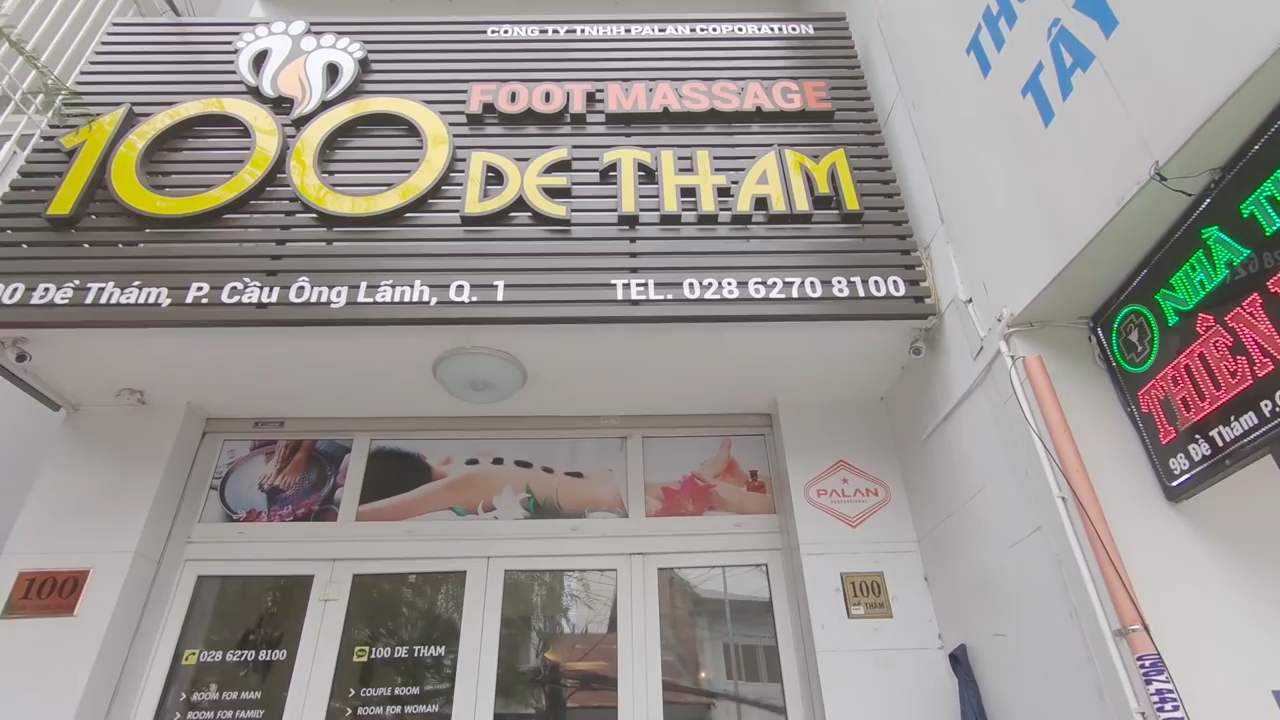 CÔNG TY TNHH PALAN COPORATION
FOOT MASSAGE
100 DE THAM
00 Đề Thám, P. Cầu Ông Lãnh, Q. 1
TEL. 028 6270 8100
TÂY
NHÀ
THIÊN
98 Đề Thám P.
PALAN
PROFESSIONAL
100
100
ĐỀ THÁM
028 6270 8100
ROOM FOR MAN
ROOM FOR FAMILY
100 DE THAM
COUPLE ROOM
ROOM FOR WOMAN